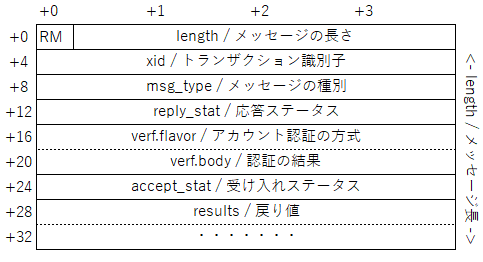 +0 +1 +2 +3
+0 RM length / メッセージの長さ
+4 xid / トランザクション識別子
+8 msg_type / メッセージの種別
+12 reply_stat / 応答ステータス
+16 verf.flavor / アカウント認証の方式
+20 verf.body / 認証の結果
+24 accept_stat / 受け入れステータス
+28 results / 戻り値
+32 ・・・・・・・
<- length / メッセージ長 ->